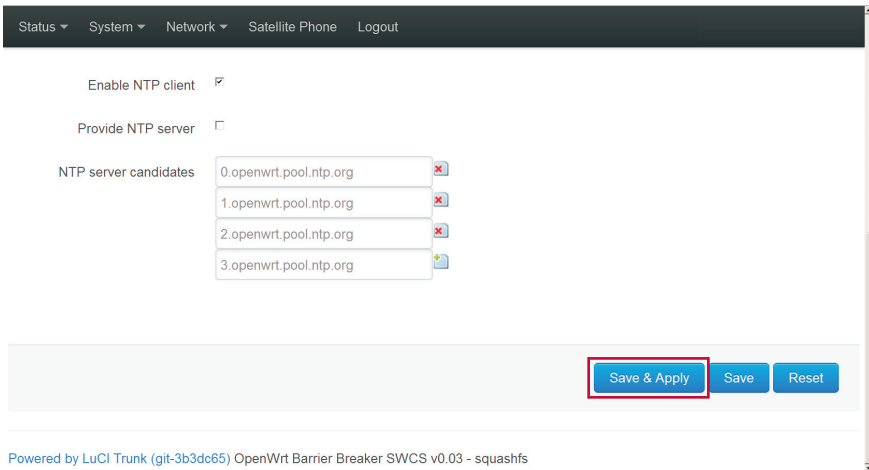 Status System Network Satellite Phone Logout
Enable NTP client
Provide NTP server
NTP server candidates 0.openwrt.pool.ntp.org
1.openwrt.pool.ntp.org
2.openwrt.pool.ntp.org
3.openwrt.pool.ntp.org
Save & Apply Save Reset
Powered by LuCI Trunk (git-3b3dc65) OpenWrt Barrier Breaker SWCS v0.03 - squashfs